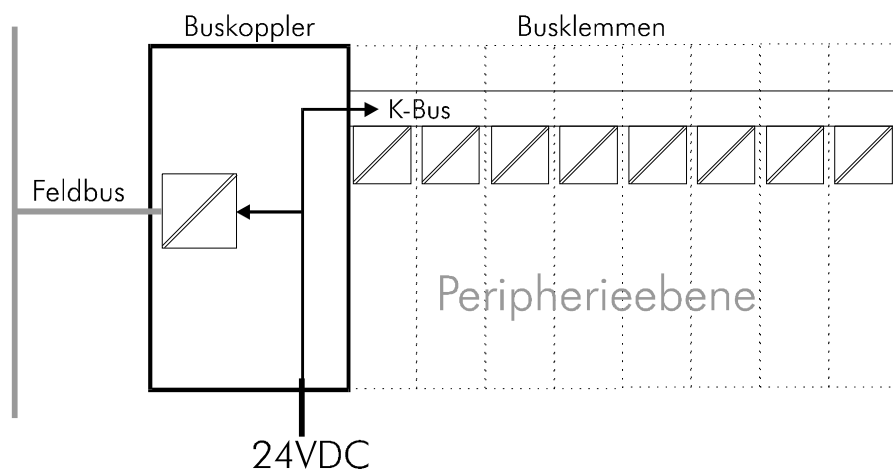 Buskoppler
Busklemmen
K-Bus
Feldbus
Peripherieebene
24VDC